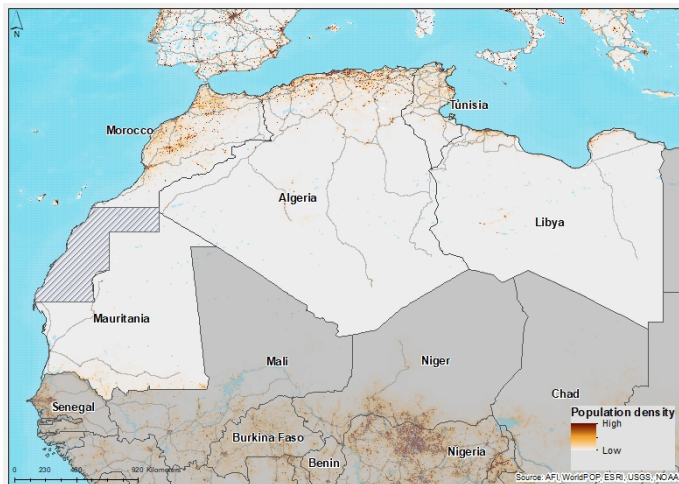 N
Tunisia
Morocco
Algeria
Libya
Mauritania
Mali
Niger
Chad
Senegal
Burkina Faso
Nigeria
Benin
Population density
High
Low
0 230 460 920 Kilometers
Source: AFI, WorldPOP, ESRI, USGS, NOAA